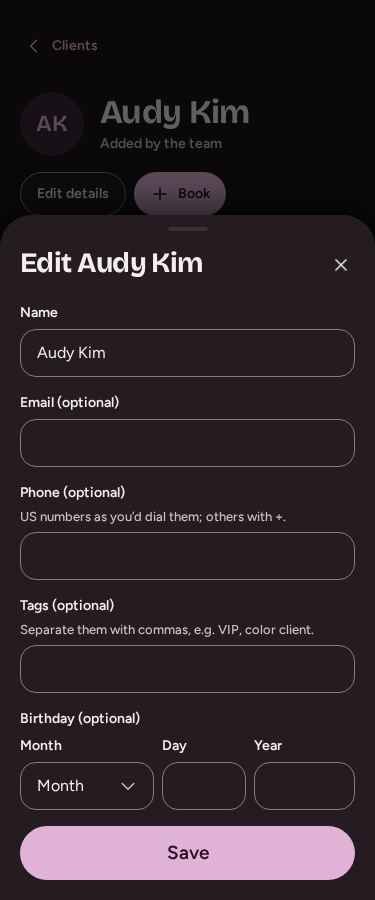 Clients
AK
Audy Kim
Added by the team
Edit details
Book
Edit Audy Kim
Name
Audy Kim
Email (optional)
Phone (optional)
US numbers as you’d dial them; others with +.
Tags (optional)
Separate them with commas, e.g. VIP, color client.
Birthday (optional)
Month Day Year
Month
Save